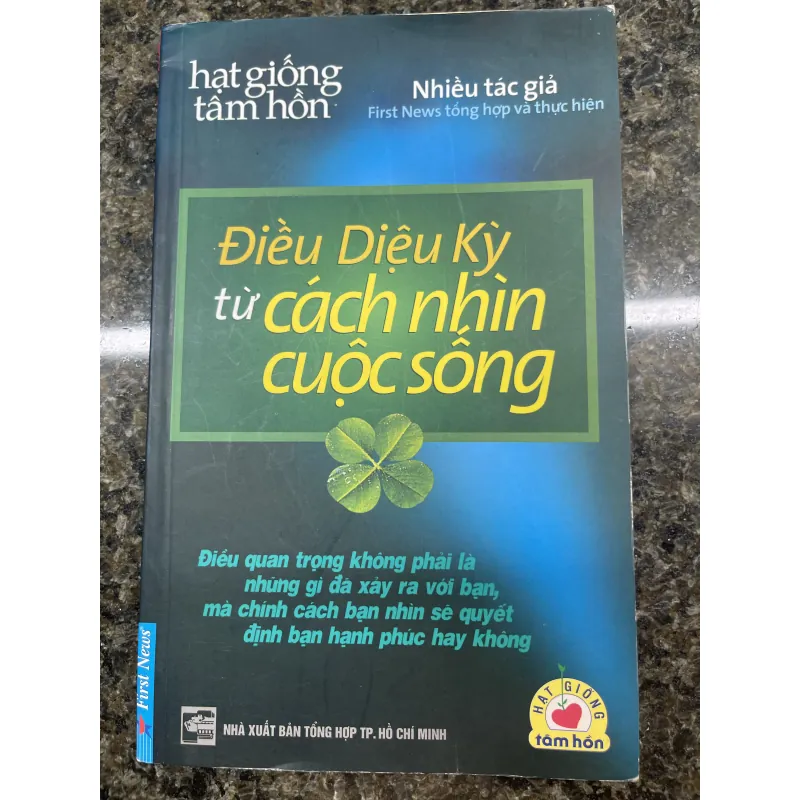 hạt giống
tâm hồn
Nhiều tác giả
First News tổng hợp và thực hiện
Điều Diệu Kỳ
từ cách nhìn
cuộc sống
Điều quan trọng không phải là
những gì đã xảy ra với bạn,
mà chính cách bạn nhìn sẽ quyết
định bạn hạnh phúc hay không
First News
NHÀ XUẤT BẢN TỔNG HỢP TP. HỒ CHÍ MINH
HẠT GIỐNG
tâm hồn